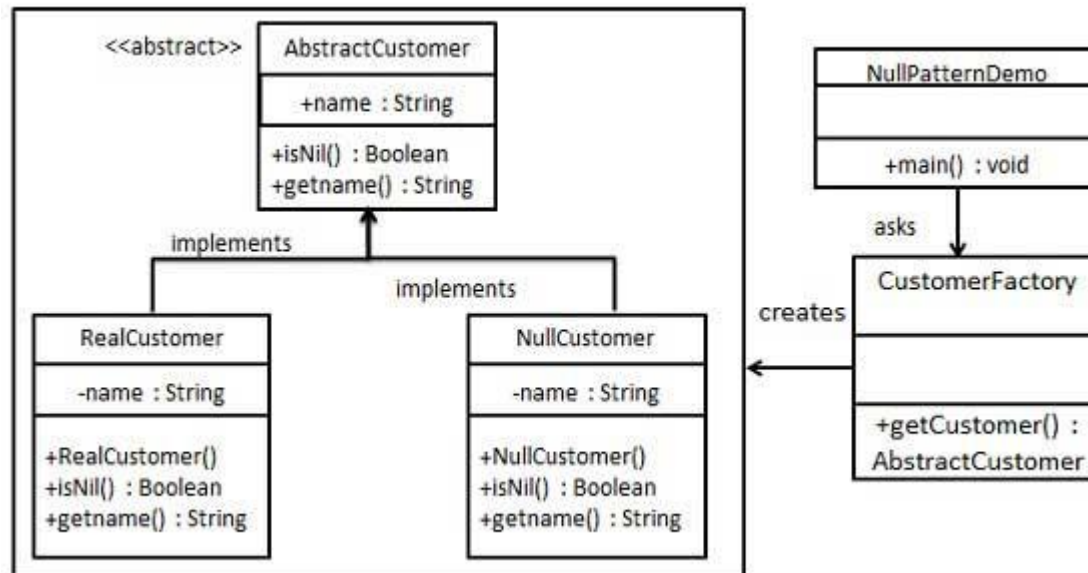 <<abstract>>
AbstractCustomer
+name : String
+isNil() : Boolean
+getname() : String
implements
implements
RealCustomer
-name : String
+RealCustomer()
+isNil() : Boolean
+getname() : String
NullCustomer
-name : String
+NullCustomer()
+isNil() : Boolean
+getname() : String
NullPatternDemo
+main() : void
asks
CustomerFactory
creates
+getCustomer() :
AbstractCustomer